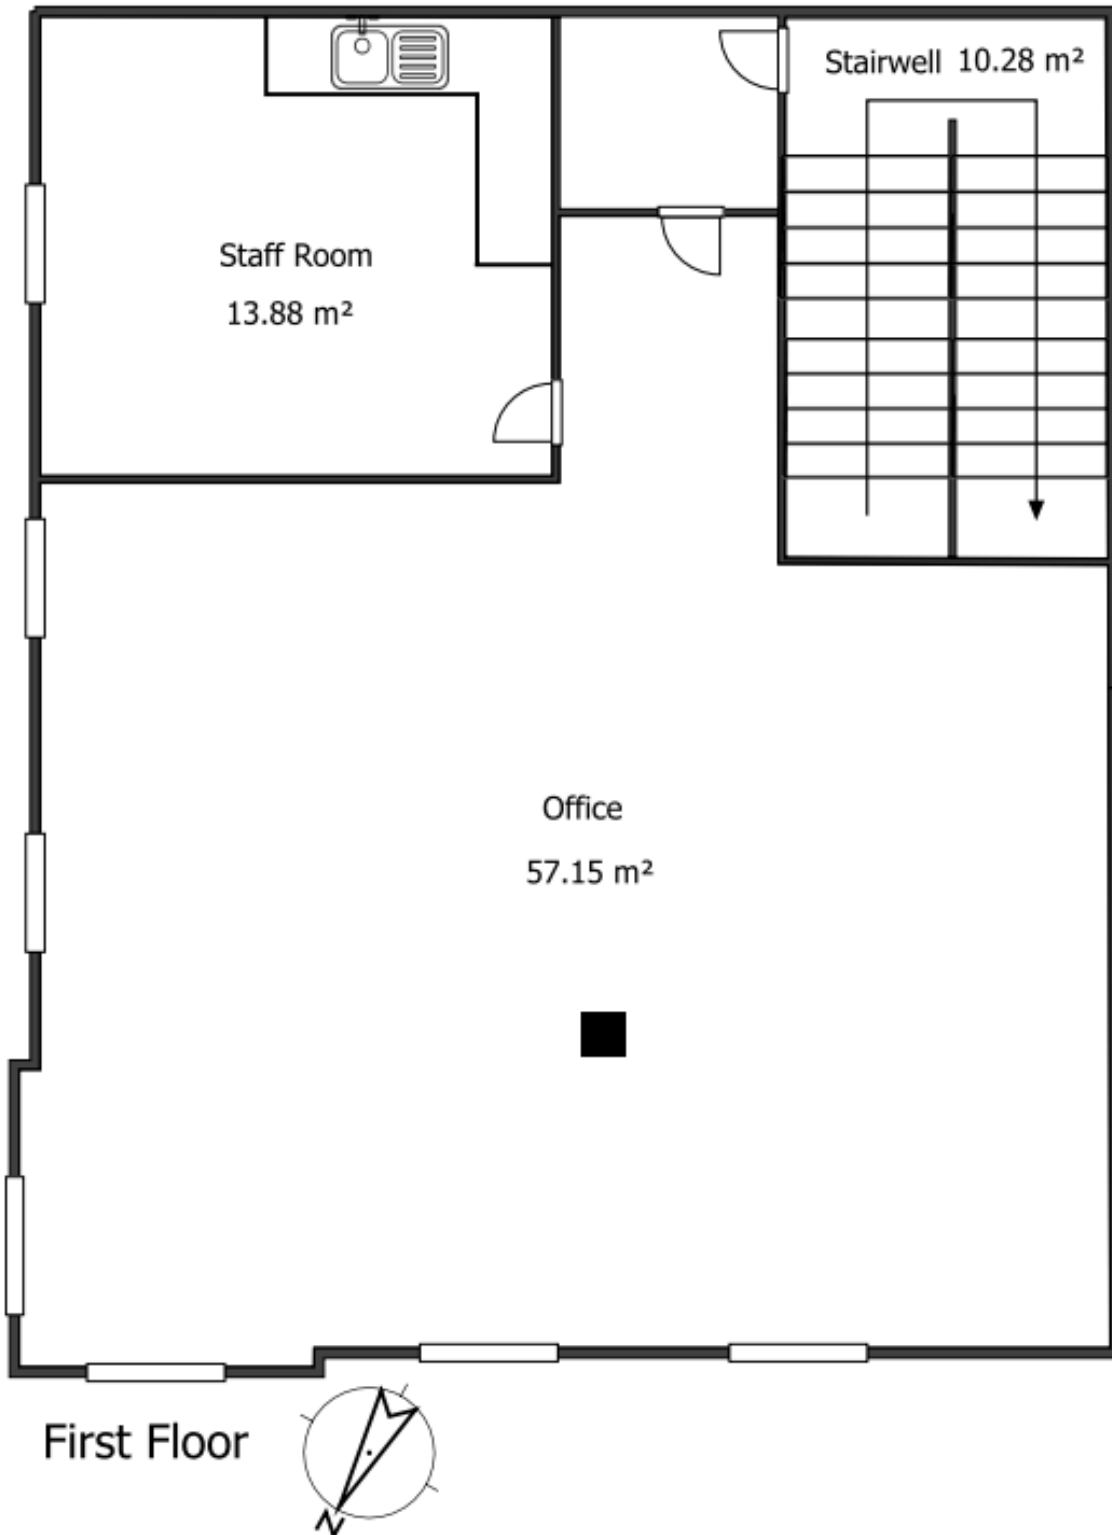 Stairwell 10.28 m²
Staff Room
13.88 m²
Office
57.15 m²
First Floor
N